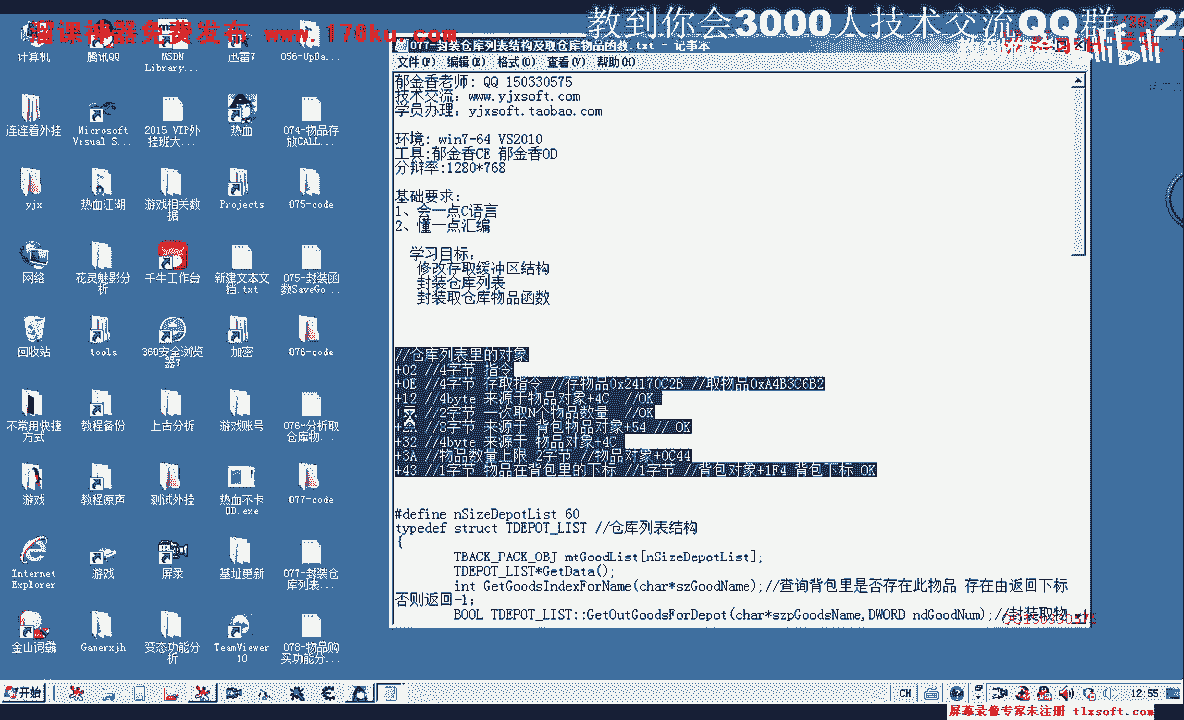 教到你会3000人技术交流QQ群
溜课神器免费发布 www.176ku.com
077-封装仓库列表结构及取仓库物品函数.txt - 记事本
文件(F) 编辑(E) 格式(O) 查看(V) 帮助(H)
郁金香老师: QQ 150330575
技术交流: www.yjxsoft.com
学员办理: yjxsoft.taobao.com
环境: win7-64 VS2010
工具:郁金香CE 郁金香OD
分辩率:1280*768
基础要求:
1、会一点C语言
2、懂一点汇编
学习目标:
修改存取缓冲区结构
封装仓库列表
封装取仓库物品函数
//仓库列表里的对象
+02 //4字节 指令
+0E //4字节 存取指令 //存物品0x24170C2B //取物品0xA4B3C6B2
+12 //4byte 来源于物品对象+4C //OK
//2字节 一次取N个物品数量 //OK
//8字节 来源于 背包物品对象+54 // OK
+32 //4byte 来源于 物品对象+4C
+3A //物品数量上限 2字节 //物品对象+0C44
+43 //1字节 物品在背包里的下标 //1字节 //背包对象+1F4 背包下标 OK
#define nSizeDepotList 60
typedef struct TDEPOT_LIST //仓库列表结构
{
TBACK_PACK_OBJ mtGoodList[nSizeDepotList];
TDEPOT_LIST*GetData();
int GetGoodsIndexForName(char*szGoodName);//查询背包里是否存在此物品 存在由返回下标
否则返回-1;
BOOL TDEPOT_LIST::GetOutGoodsForDepot(char*szpGoodsName,DWORD ndGoodNum);//封装取物
计算机
腾讯QQ
MSDN Library...
迅雷7
056-UpDa...
连连着外挂
Microsoft Visual S...
2015 VIP外挂班大...
热血
074-物品存放CALL...
yjx
热血江湖
游戏相关数据
Projects
075-code
网络
花灵魅影分析
千牛工作台
新建文本文档.txt
075-封装函数SaveGo...
回收站
tools
360安全浏览器7
加密
076-code
不常用快捷方式
教程备份
上古分析
游戏账号
076-分析取仓库物...
游戏
教程原声
测试外挂
热血不卡OD.exe
077-code
Internet Explorer
游戏
屏录
基址更新
077-封装仓库列表...
金山词霸
Gamerxjh
变态功能分析
TeamViewer 10
078-物品购买功能分...
开始
CH
12:55
屏幕录像专家未注册 tlxsoft.com